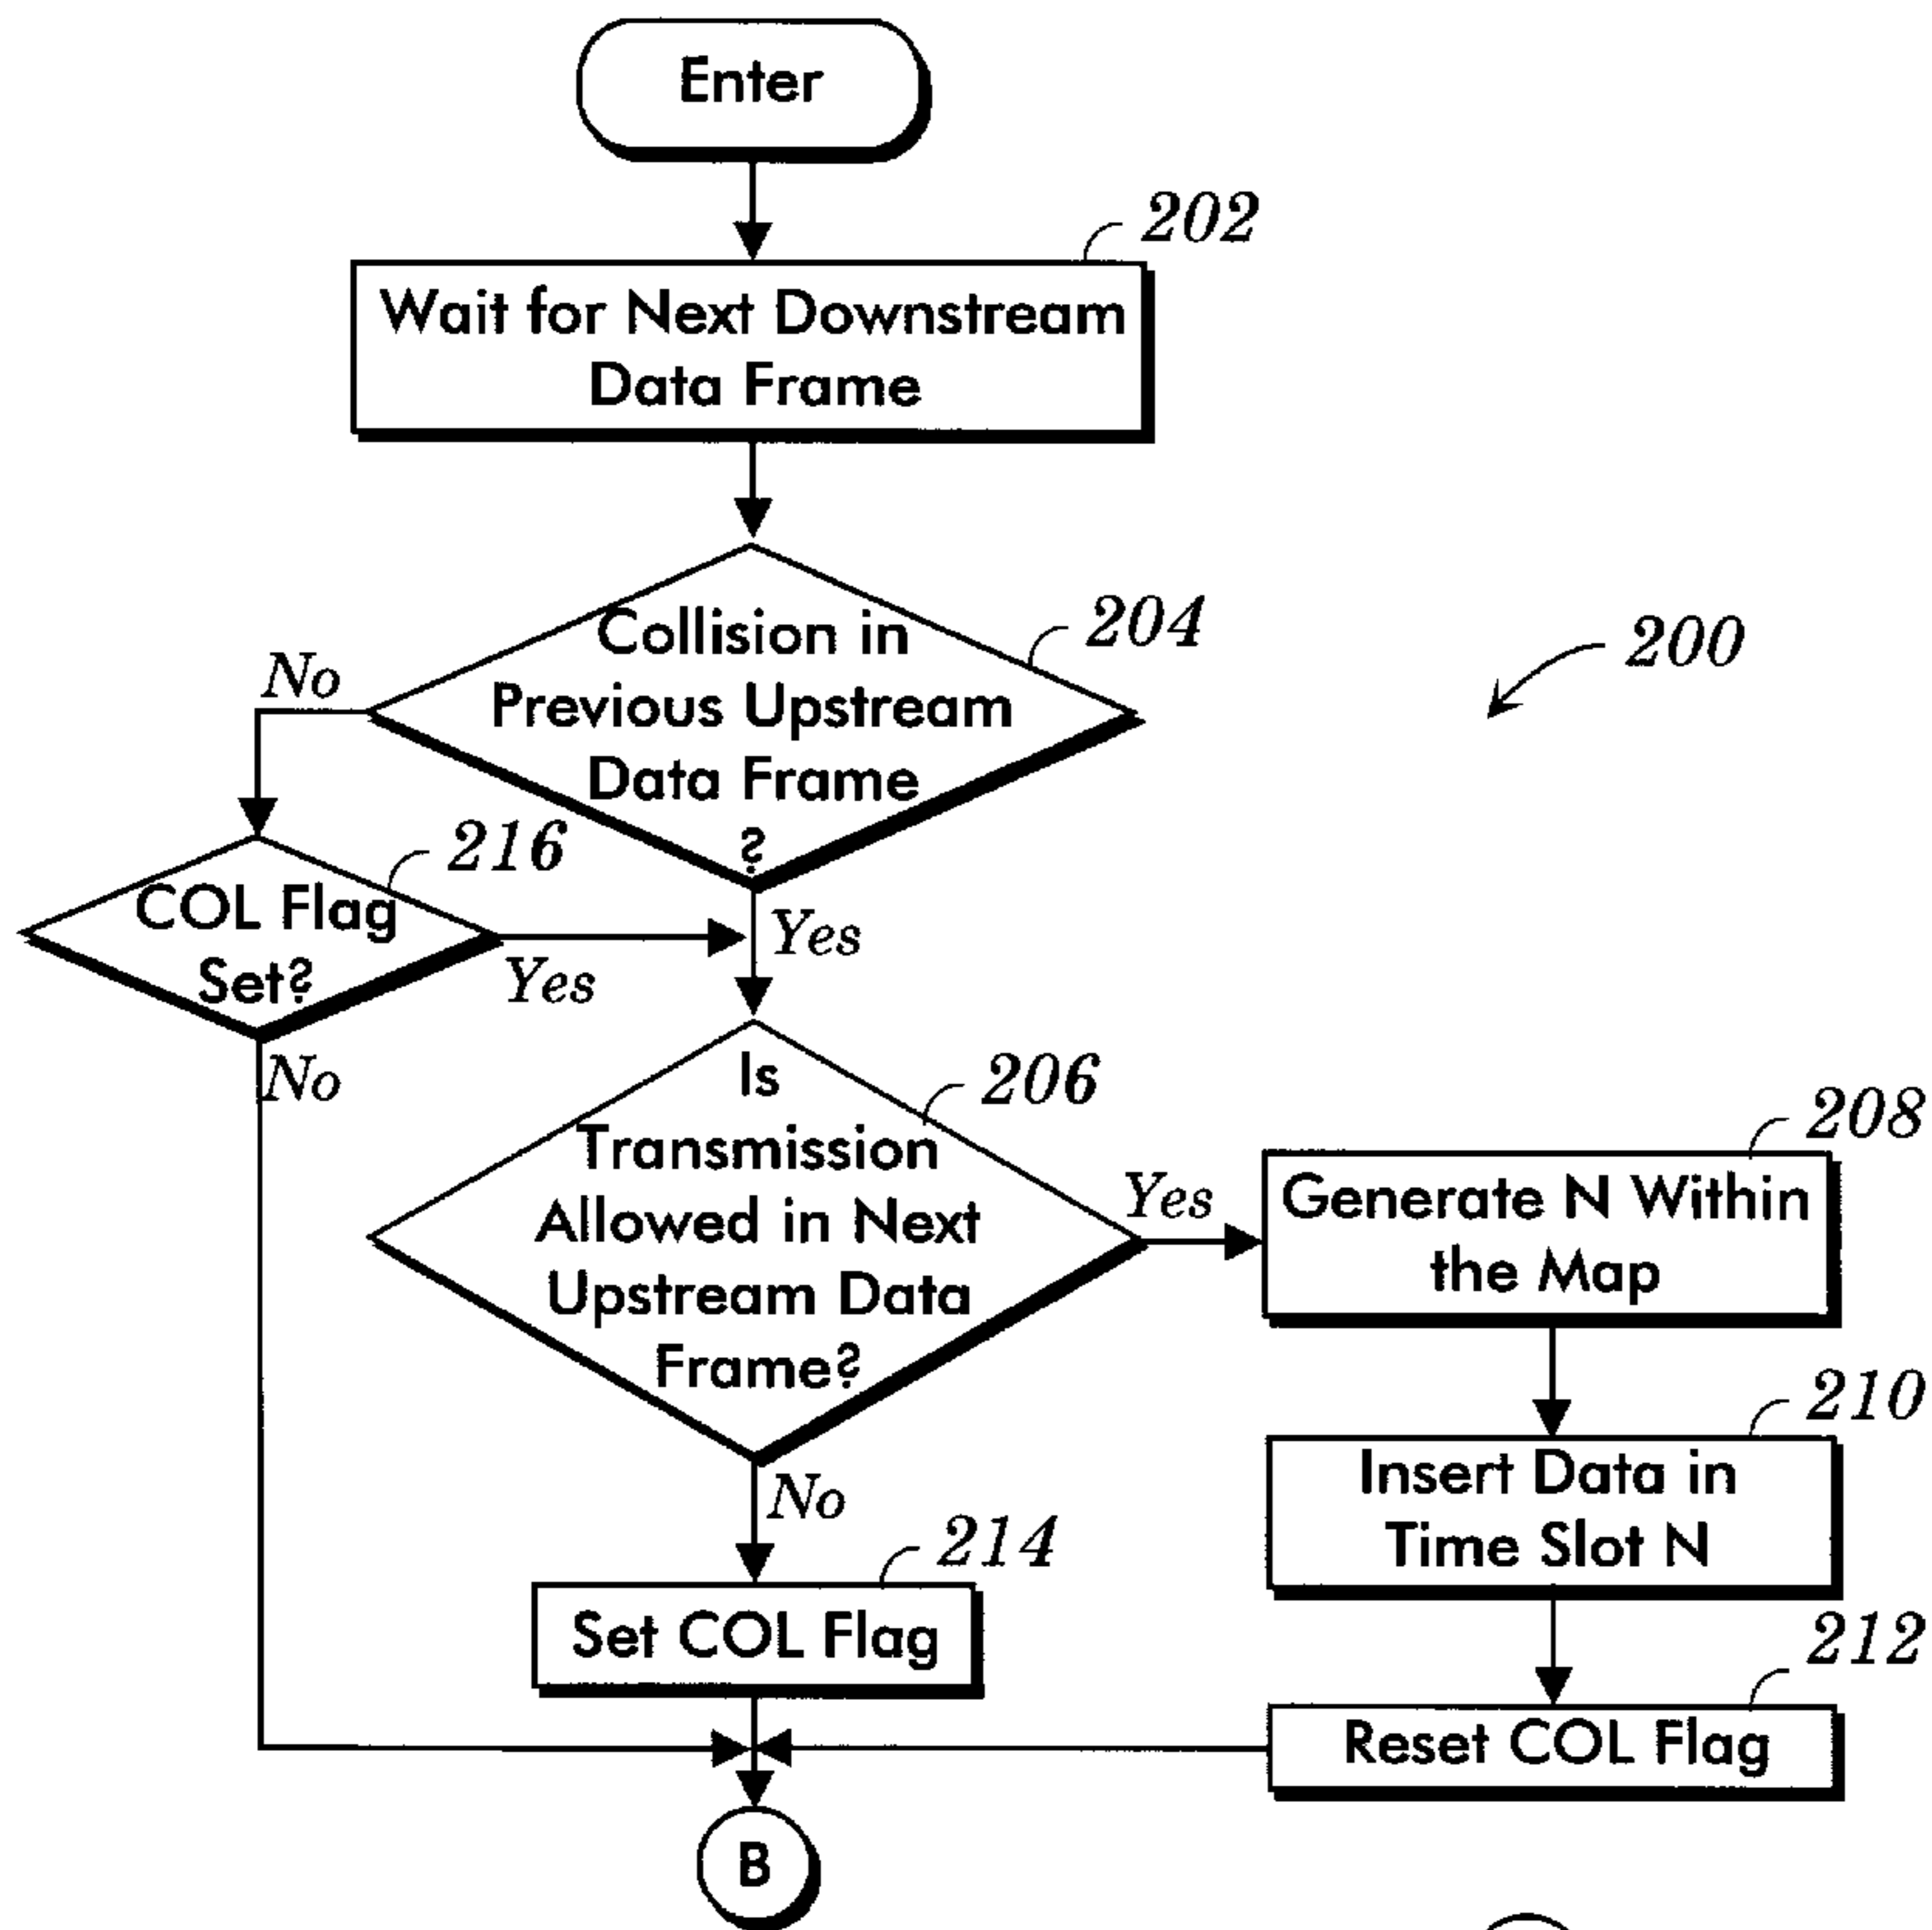 Enter
202
Wait for Next Downstream
Data Frame
204
Collision in
Previous Upstream
Data Frame
?
No
200
216
COL Flag
Set?
Yes
Yes
No
Is
Transmission
Allowed in Next
Upstream Data
Frame?
206
Yes
208
Generate N Within
the Map
210
Insert Data in
Time Slot N
No
214
Set COL Flag
212
Reset COL Flag
B